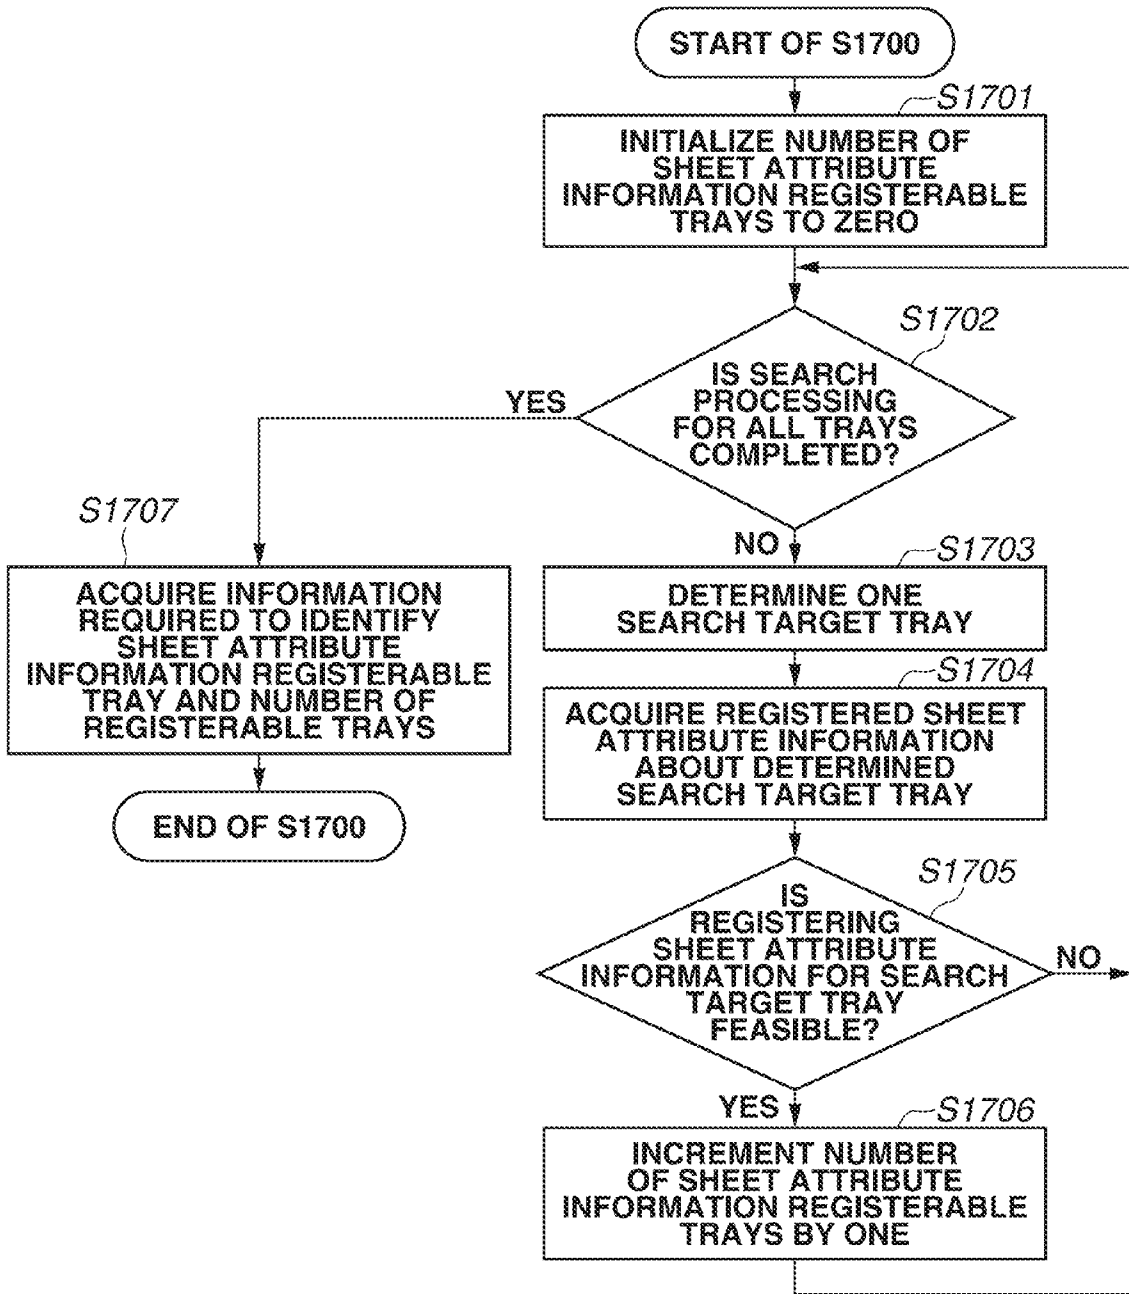 START OF S1700
S1701
INITIALIZE NUMBER OF
SHEET ATTRIBUTE
INFORMATION REGISTERABLE
TRAYS TO ZERO
S1702
IS SEARCH
PROCESSING
FOR ALL TRAYS
COMPLETED?
YES
NO
S1707
ACQUIRE INFORMATION
REQUIRED TO IDENTIFY
SHEET ATTRIBUTE
INFORMATION REGISTERABLE
TRAY AND NUMBER OF
REGISTERABLE TRAYS
END OF S1700
S1703
DETERMINE ONE
SEARCH TARGET TRAY
S1704
ACQUIRE REGISTERED SHEET
ATTRIBUTE INFORMATION
ABOUT DETERMINED
SEARCH TARGET TRAY
S1705
IS
REGISTERING
SHEET ATTRIBUTE
INFORMATION FOR SEARCH
TARGET TRAY
FEASIBLE?
NO
YES
S1706
INCREMENT NUMBER
OF SHEET ATTRIBUTE
INFORMATION REGISTERABLE
TRAYS BY ONE